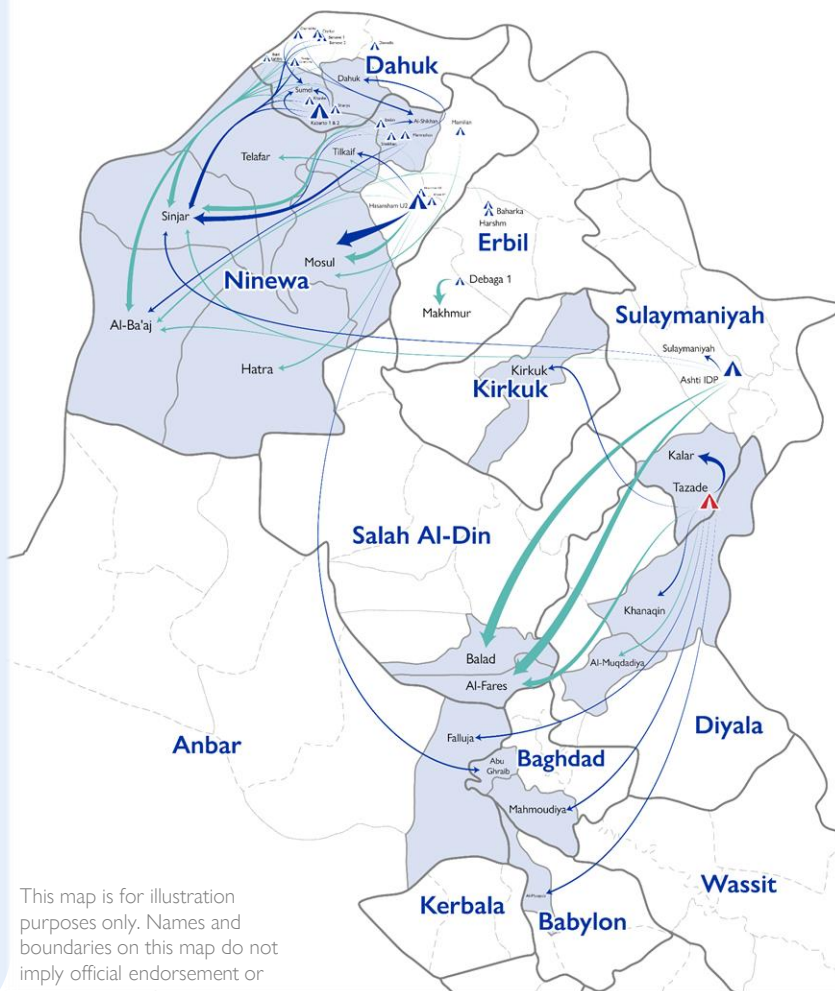 Dahuk
Dahuk
Sumel
Al-Shikhan
Mamilian
Telafar
Tilkaif
Hasansham U3
Sinjar
Baharka
Harshm
Erbil
Mosul
Ninewa
Debaga 1
Makhmur
Al-Ba'aj
Sulaymaniyah
Sulaymaniyah
Hatra
Kirkuk
Kirkuk
Ashti IDP
Kalar
Tazade
Salah Al-Din
Khanaqin
Balad
Al-Muqdadiya
Al-Fares
Falluja
Diyala
Anbar
Abu
Ghraib
Baghdad
Mahmoudiya
Wassit
Kerbala
Babylon
This map is for illustration
purposes only. Names and
boundaries on this map do not
imply official endorsement or